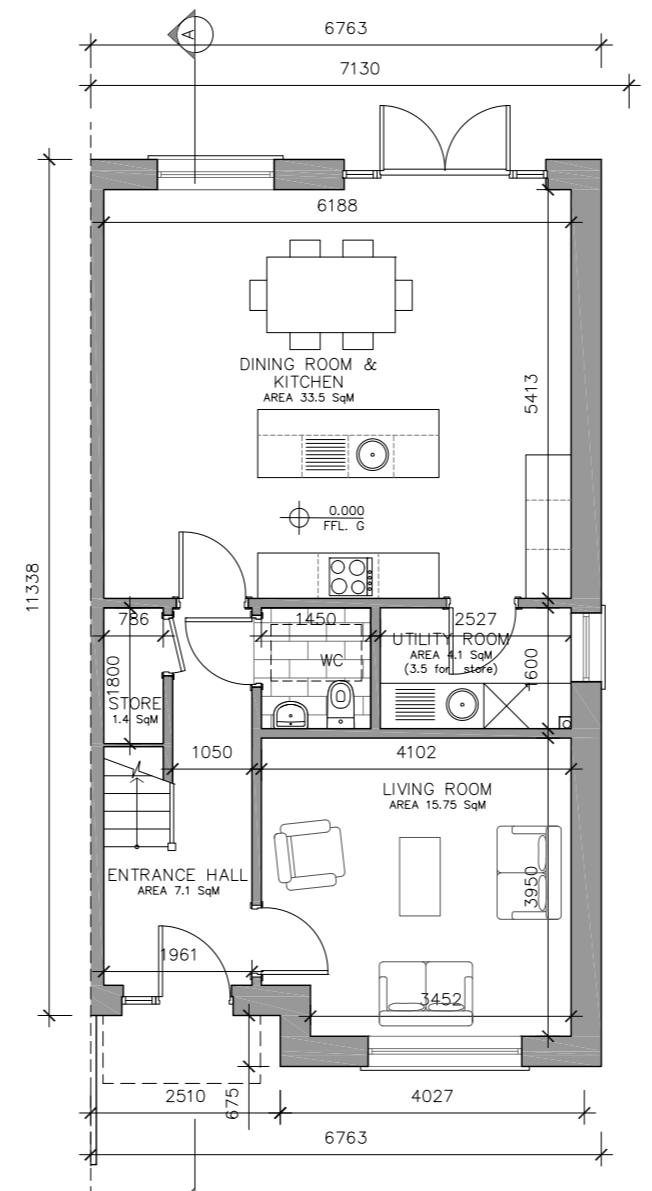 6763
A
7130
6188
DINING ROOM &
KITCHEN
AREA 33.5 SqM
5413
0.000
FFL. G
11338
786
1450
2527
WC
UTILITY ROOM
AREA 4.1 SqM
(3.5 for store)
1600
1800
STORE
1.4 SqM
1050
4102
LIVING ROOM
AREA 15.75 SqM
3950
ENTRANCE HALL
AREA 7.1 SqM
1961
3452
2510
675
4027
6763